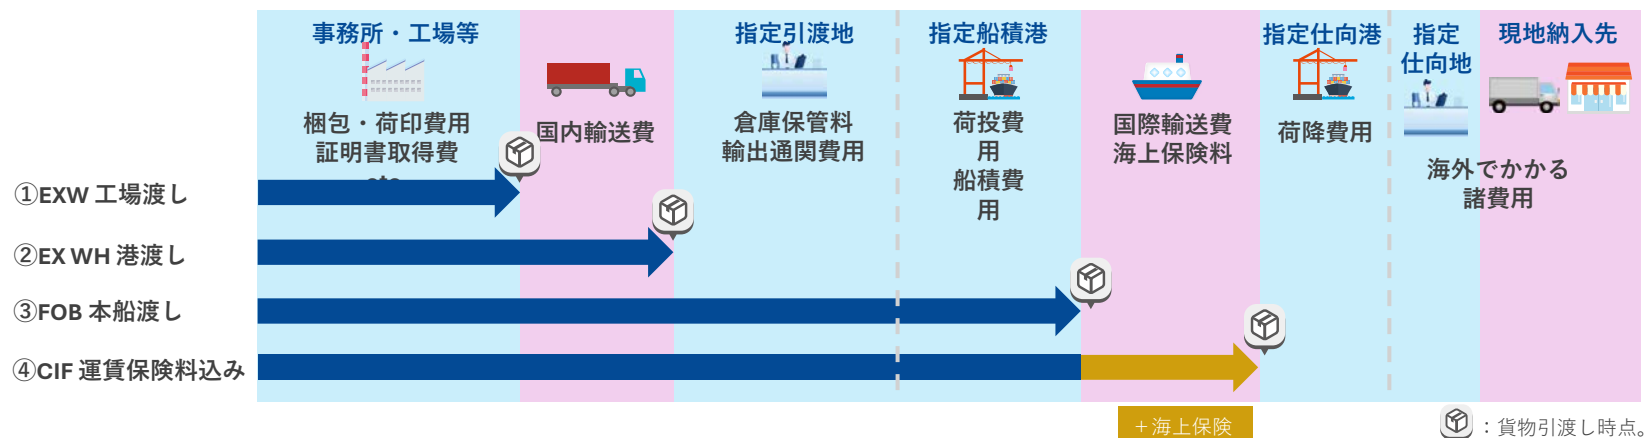 事務所・工場等
梱包・荷印費用
証明書取得費
国内輸送費
指定引渡地
倉庫保管料
輸出通関費用
指定船積港
荷投費
用
船積費
用
国際輸送費
海上保険料
指定仕向港
荷降費用
指定
仕向地
現地納入先
海外でかかる
諸費用
①EXW 工場渡し
②EX WH 港渡し
③FOB 本船渡し
④CIF 運賃保険料込み
+海上保険
：貨物引渡し時点。